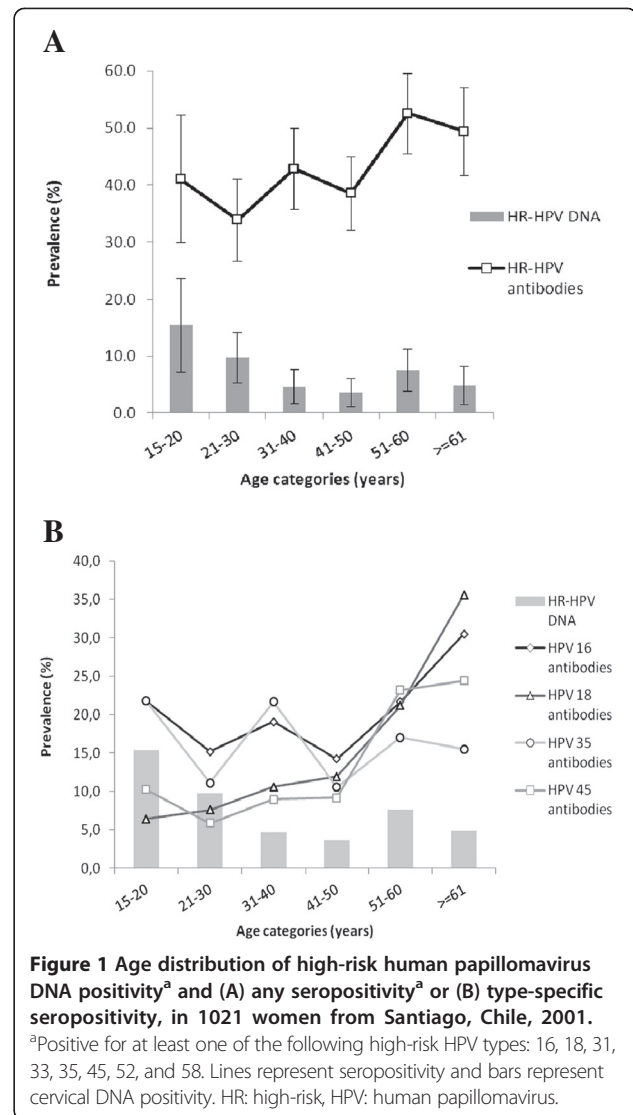 A
60.0
50.0
40.0
30.0
20.0
10.0
0.0
Prevalence (%)
15-20
21-30
31-40
41-50
51-60
>=61
Age categories (years)
HR-HPV DNA
HR-HPV
antibodies
B
40,0
35,0
30,0
25,0
20,0
15,0
10,0
5,0
0,0
Prevalence (%)
15-20
21-30
31-40
41-50
51-60
>=61
Age categories (years)
HR-HPV
DNA
HPV 16
antibodies
HPV 18
antibodies
HPV 35
antibodies
HPV 45
antibodies
Figure 1 Age distribution of high-risk human papillomavirus
DNA positivityᵃ and (A) any seropositivityᵃ or (B) type-specific
seropositivity, in 1021 women from Santiago, Chile, 2001.
ᵃPositive for at least one of the following high-risk HPV types: 16, 18, 31,
33, 35, 45, 52, and 58. Lines represent seropositivity and bars represent
cervical DNA positivity. HR: high-risk, HPV: human papillomavirus.